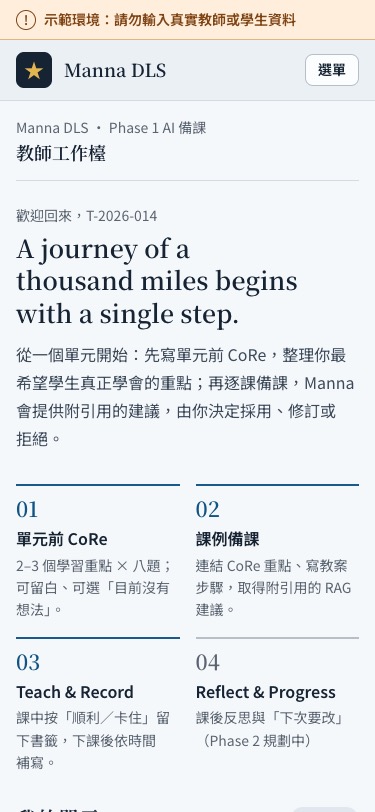 示範環境：請勿輸入真實教師或學生資料
Manna DLS
選單
Manna DLS ・ Phase 1 AI 備課
教師工作檯
歡迎回來，T-2026-014
A journey of a
thousand miles begins
with a single step.
從一個單元開始：先寫單元前 CoRe，整理你最
希望學生真正學會的重點；再逐課備課，Manna
會提供附引用的建議，由你決定採用、修訂或
拒絕。
01
單元前 CoRe
2–3 個學習重點 × 八題；
可留白、可選「目前沒有
想法」。
02
課例備課
連結 CoRe 重點、寫教案
步驟，取得附引用的 RAG
建議。
03
Teach & Record
課中按「順利／卡住」留
下書籤，下課後依時間
補寫。
04
Reflect & Progress
課後反思與「下次要改」
（Phase 2 規劃中）